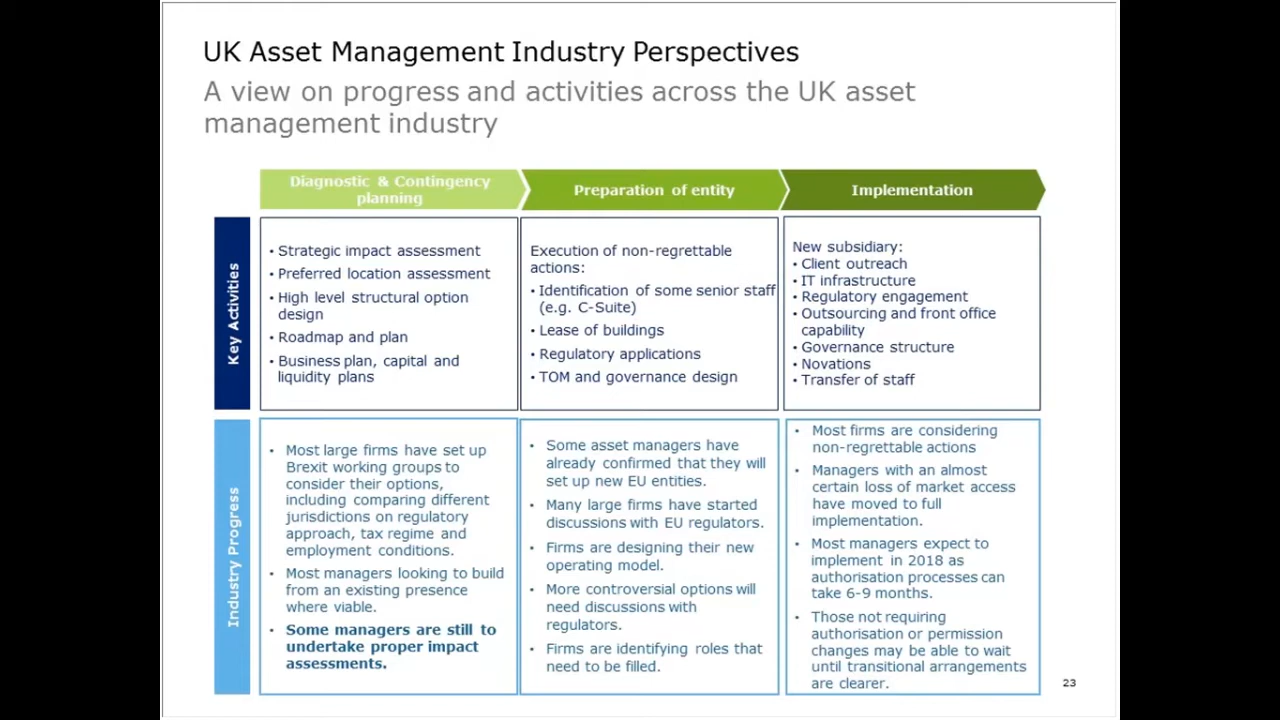 UK Asset Management Industry Perspectives
A view on progress and activities across the UK asset
management industry
Diagnostic & Contingency
planning
Preparation of entity
Implementation
Key Activities
• Strategic impact assessment
• Preferred location assessment
• High level structural option
design
• Roadmap and plan
• Business plan, capital and
liquidity plans
Execution of non-regrettable
actions:
• Identification of some senior staff
(e.g. C-Suite)
• Lease of buildings
• Regulatory applications
• TOM and governance design
New subsidiary:
• Client outreach
• IT infrastructure
• Regulatory engagement
• Outsourcing and front office
capability
• Governance structure
• Novations
• Transfer of staff
Industry Progress
• Most large firms have set up
Brexit working groups to
consider their options,
including comparing different
jurisdictions on regulatory
approach, tax regime and
employment conditions.
• Most managers looking to build
from an existing presence
where viable.
• Some managers are still to
undertake proper impact
assessments.
• Some asset managers have
already confirmed that they will
set up new EU entities.
• Many large firms have started
discussions with EU regulators.
• Firms are designing their new
operating model.
• More controversial options will
need discussions with
regulators.
• Firms are identifying roles that
need to be filled.
• Most firms are considering
non-regrettable actions
• Managers with an almost
certain loss of market access
have moved to full
implementation.
• Most managers expect to
implement in 2018 as
authorisation processes can
take 6-9 months.
• Those not requiring
authorisation or permission
changes may be able to wait
until transitional arrangements
are clearer.
23